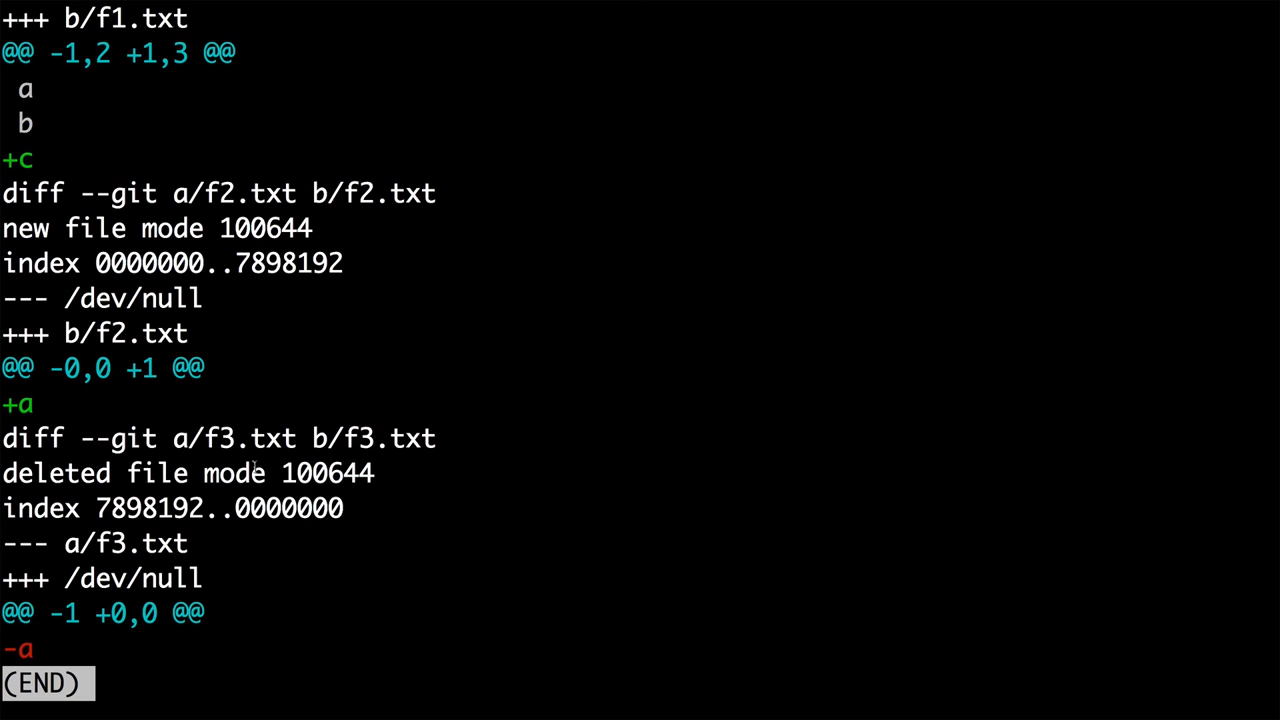 +++ b/f1.txt
@@ -1,2 +1,3 @@
 a
 b
+c
diff --git a/f2.txt b/f2.txt
new file mode 100644
index 0000000..7898192
--- /dev/null
+++ b/f2.txt
@@ -0,0 +1 @@
+a
diff --git a/f3.txt b/f3.txt
deleted file mode 100644
index 7898192..0000000
--- a/f3.txt
+++ /dev/null
@@ -1 +0,0 @@
-a
(END)